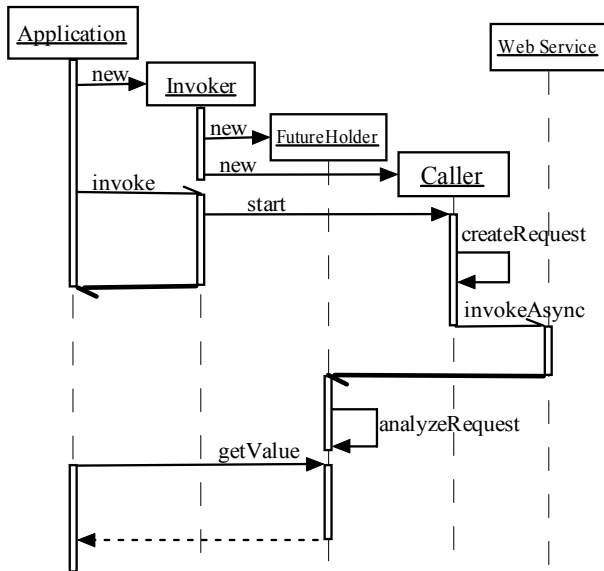 Application
Web Service
new
Invoker
new
FutureHolder
new
Caller
invoke
start
createRequest
invokeAsync
analyzeRequest
getValue